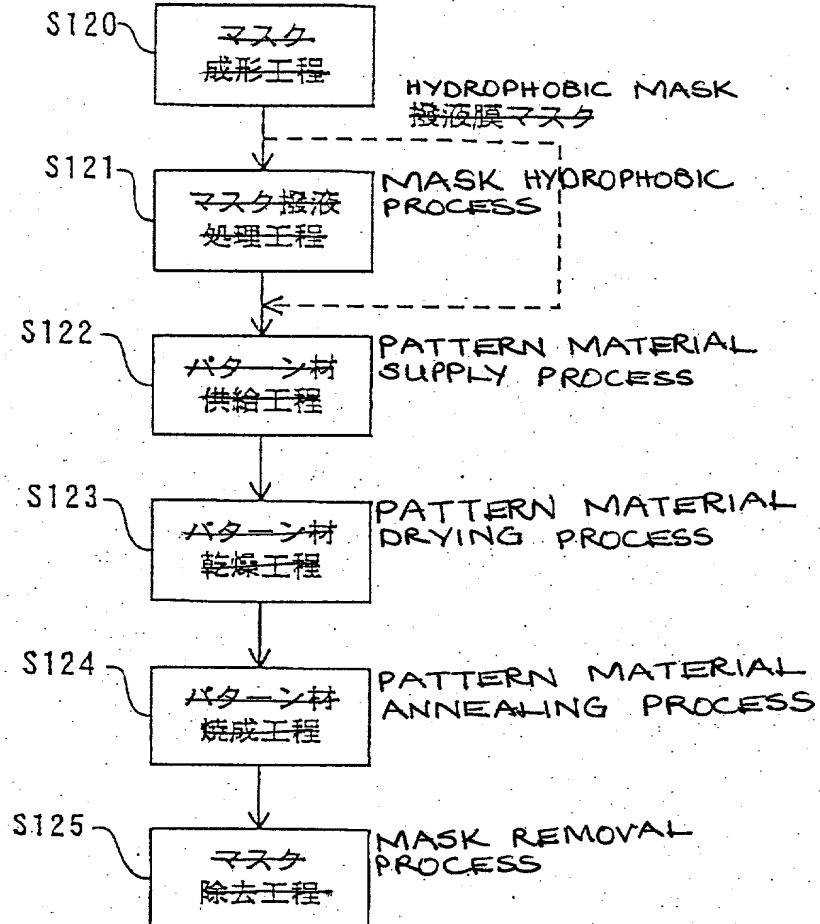 S120
マスク
成形工程
HYDROPHOBIC MASK
撥液膜マスク
S121
マスク撥液
処理工程
MASK HYDROPHOBIC
PROCESS
S122
パターン材
供給工程
PATTERN MATERIAL
SUPPLY PROCESS
S123
パターン材
乾燥工程
PATTERN MATERIAL
DRYING PROCESS
S124
パターン材
焼成工程
PATTERN MATERIAL
ANNEALING PROCESS
S125
マスク
除去工程
MASK REMOVAL
PROCESS